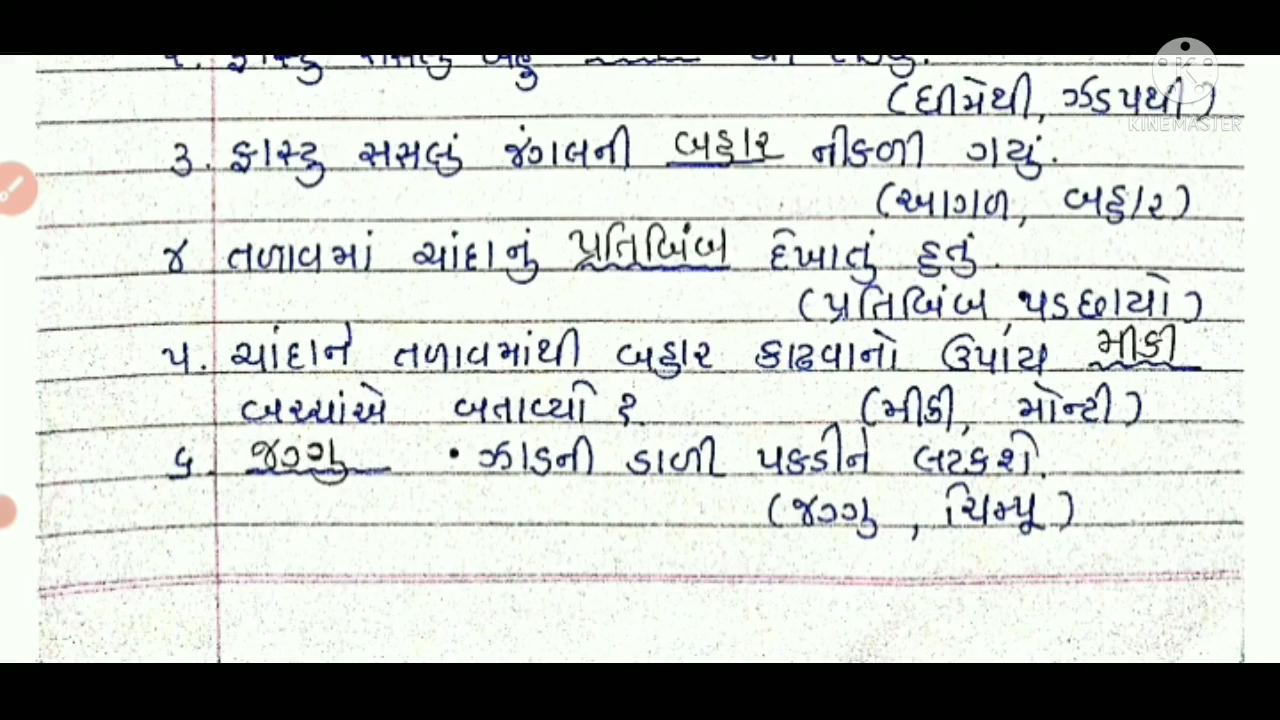 (ધીમેથી, ઝડપથી)
KINEMASTER
૩. ફાસ્ટુ સસલું જંગલની બહાર નીકળી ગયું.
(આગળ, બહાર)
૪ તળાવમાં ચાંદાનું પ્રતિબિંબ દેખાતું હતું.
(પ્રતિબિંબ, પડછાયો)
૫. ચાંદાને તળાવમાંથી બહાર કાઢવાનો ઉપાય મીકી
બચ્ચાંએ બતાવ્યો ?
(મીકી, મોન્ટી)
૬. જગ્ગુ • ઝાડની ડાળી પકડીને લટકશે.
(જગ્ગુ, ચિમ્પૂ)